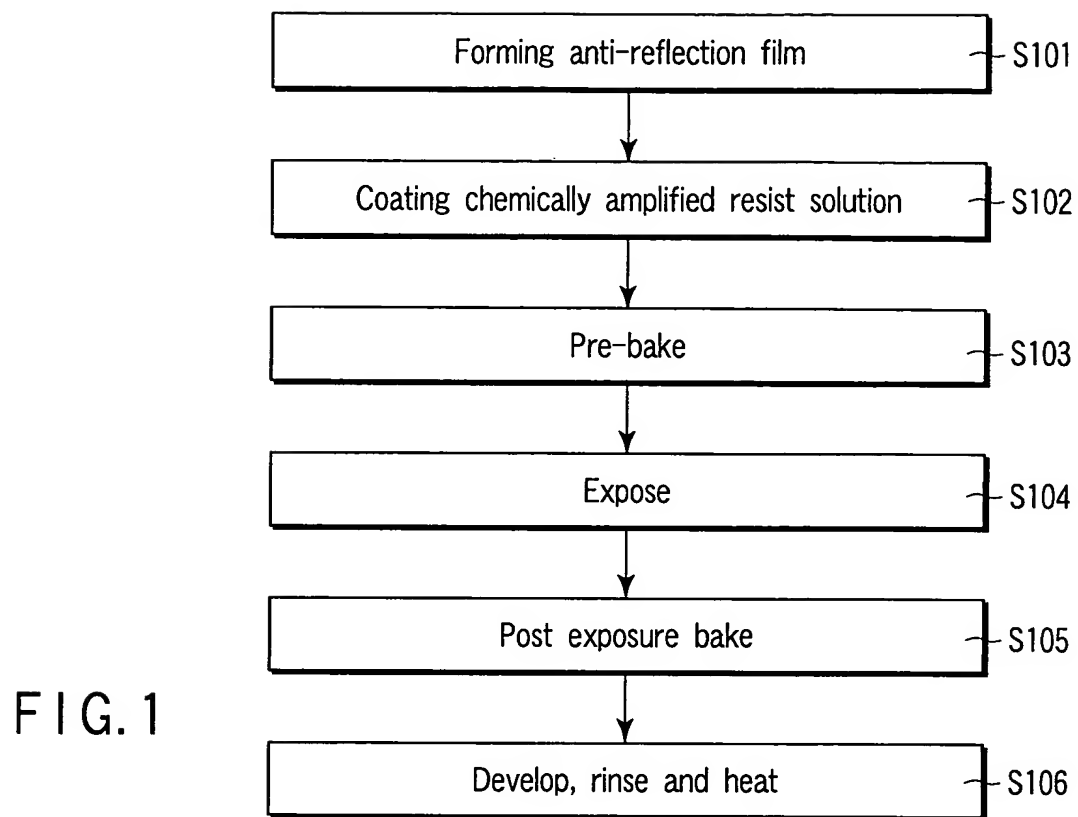 Forming anti-reflection film
S101
Coating chemically amplified resist solution
S102
Pre-bake
S103
Expose
S104
Post exposure bake
S105
Develop, rinse and heat
S106
FIG. 1